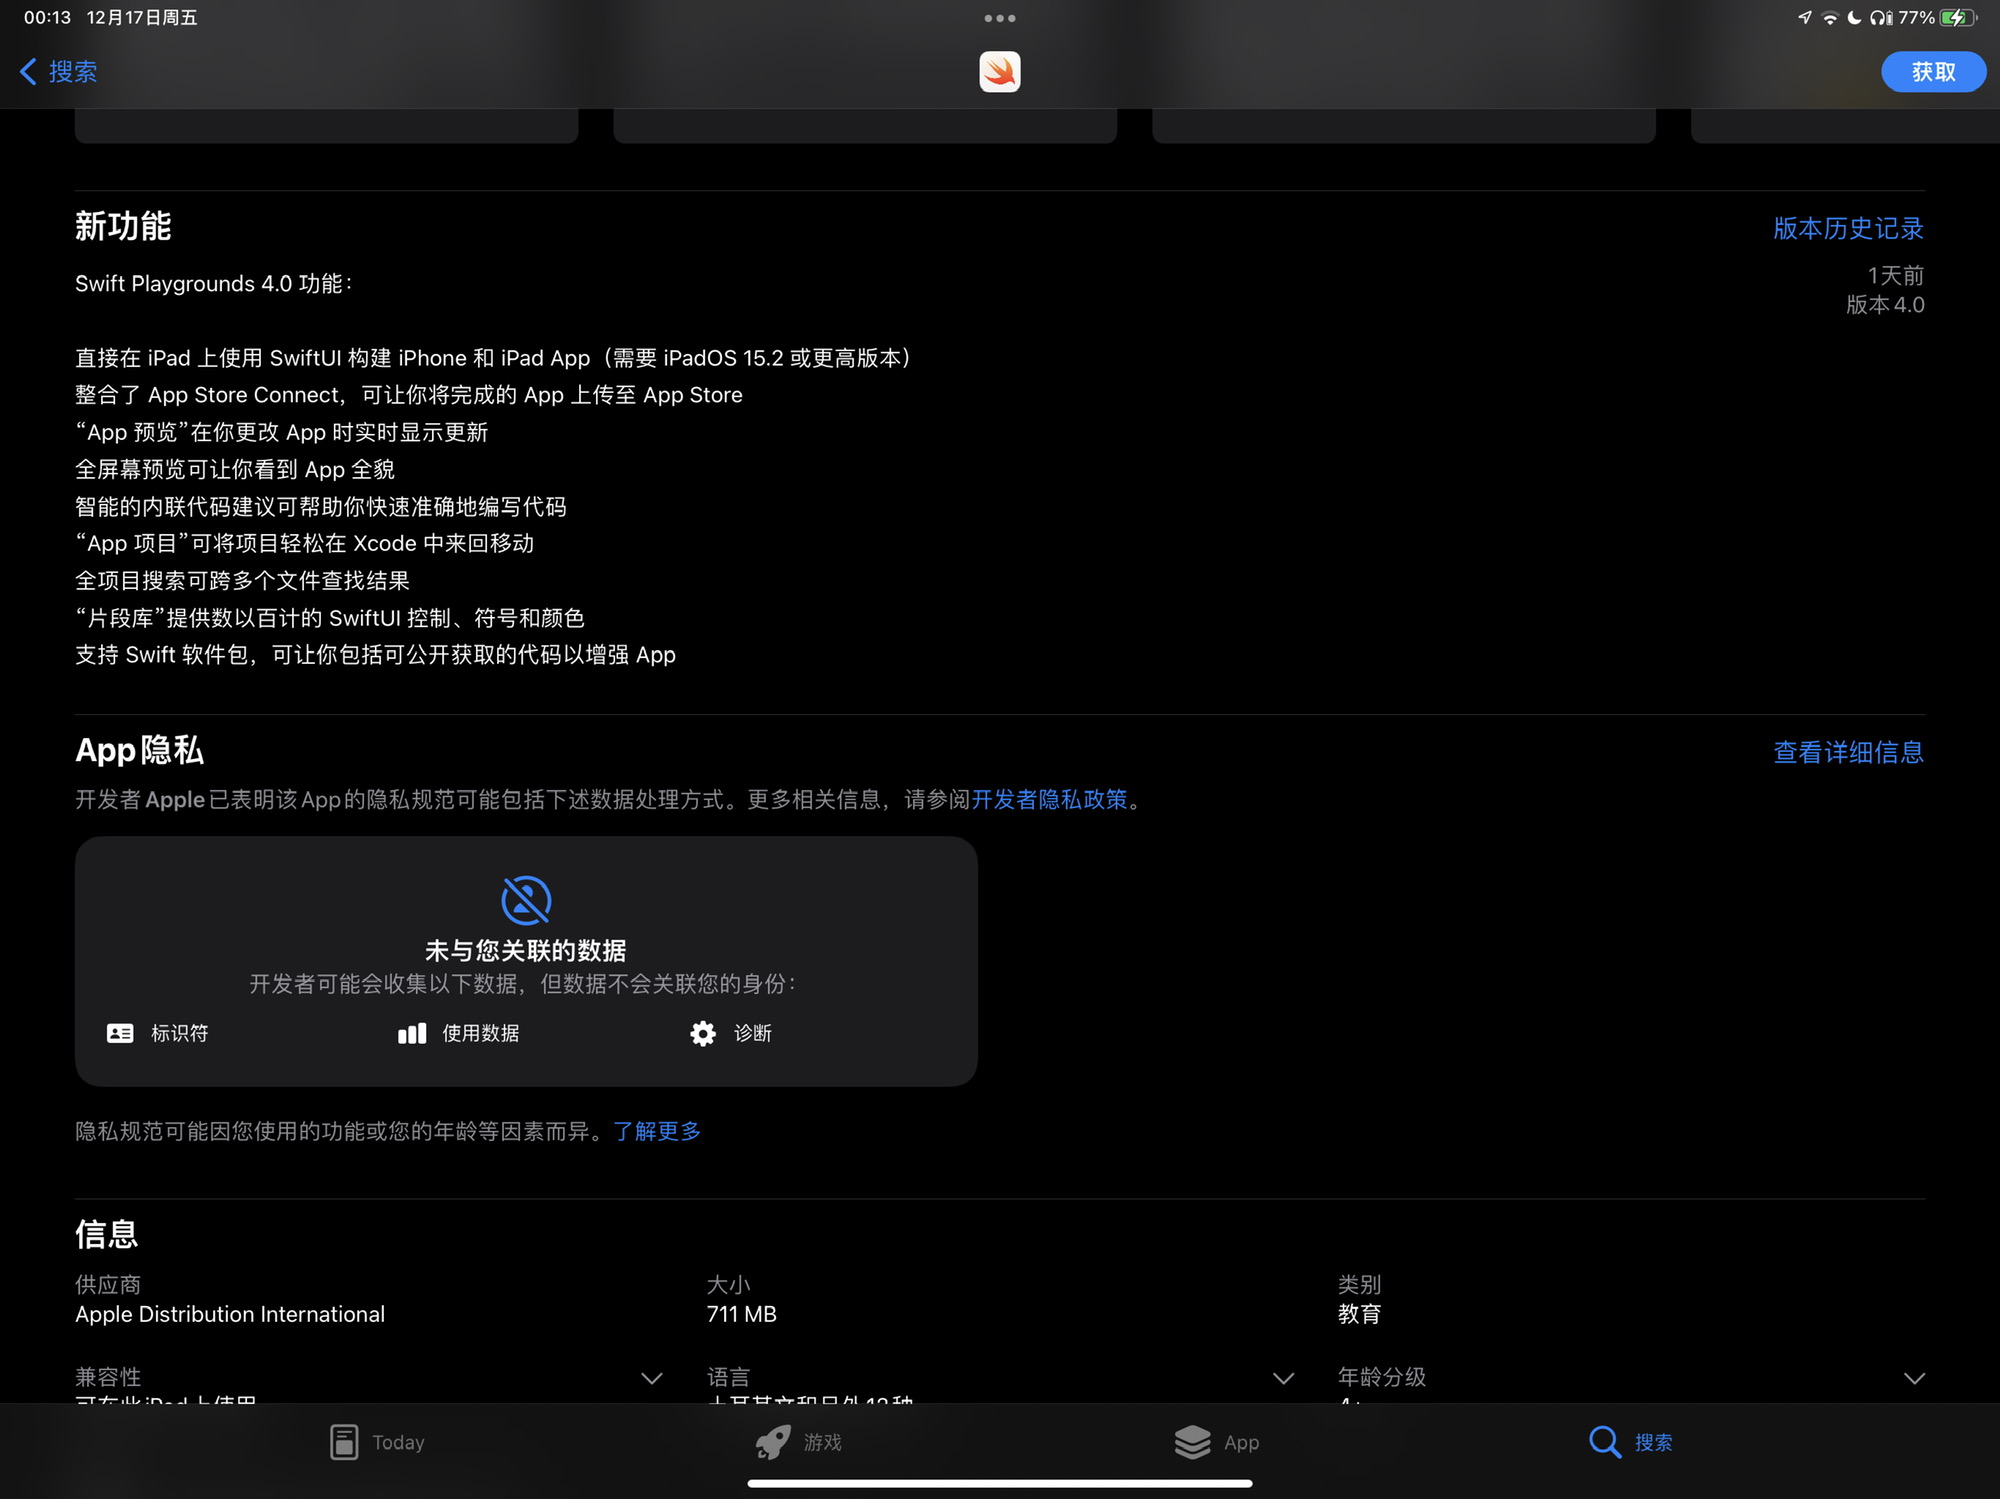 00:13 12月17日周五
77%
搜索
获取
新功能
版本历史记录
Swift Playgrounds 4.0 功能：
1天前
版本 4.0
直接在 iPad 上使用 SwiftUI 构建 iPhone 和 iPad App（需要 iPadOS 15.2 或更高版本）
整合了 App Store Connect，可让你将完成的 App 上传至 App Store
“App 预览”在你更改 App 时实时显示更新
全屏幕预览可让你看到 App 全貌
智能的内联代码建议可帮助你快速准确地编写代码
“App 项目”可将项目轻松在 Xcode 中来回移动
全项目搜索可跨多个文件查找结果
“片段库”提供数以百计的 SwiftUI 控制、符号和颜色
支持 Swift 软件包，可让你包括可公开获取的代码以增强 App
App 隐私
查看详细信息
开发者 Apple 已表明该 App 的隐私规范可能包括下述数据处理方式。更多相关信息，请参阅开发者隐私政策。
未与您关联的数据
开发者可能会收集以下数据，但数据不会关联您的身份：
标识符 使用数据 诊断
隐私规范可能因您使用的功能或您的年龄等因素而异。了解更多
信息
供应商 大小 类别
Apple Distribution International 711 MB 教育
兼容性 语言 年龄分级
可在此 iPad 上使用 土耳其文和另外 12 种 4+
Today 游戏 App 搜索